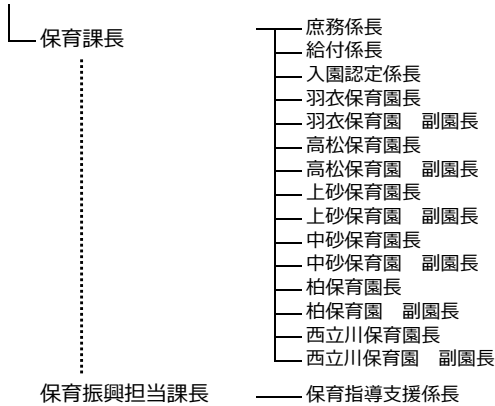 保育課長
庶務係長
給付係長
入園認定係長
羽衣保育園長
羽衣保育園　副園長
高松保育園長
高松保育園　副園長
上砂保育園長
上砂保育園　副園長
中砂保育園長
中砂保育園　副園長
柏保育園長
柏保育園　副園長
西立川保育園長
西立川保育園　副園長
保育振興担当課長
保育指導支援係長